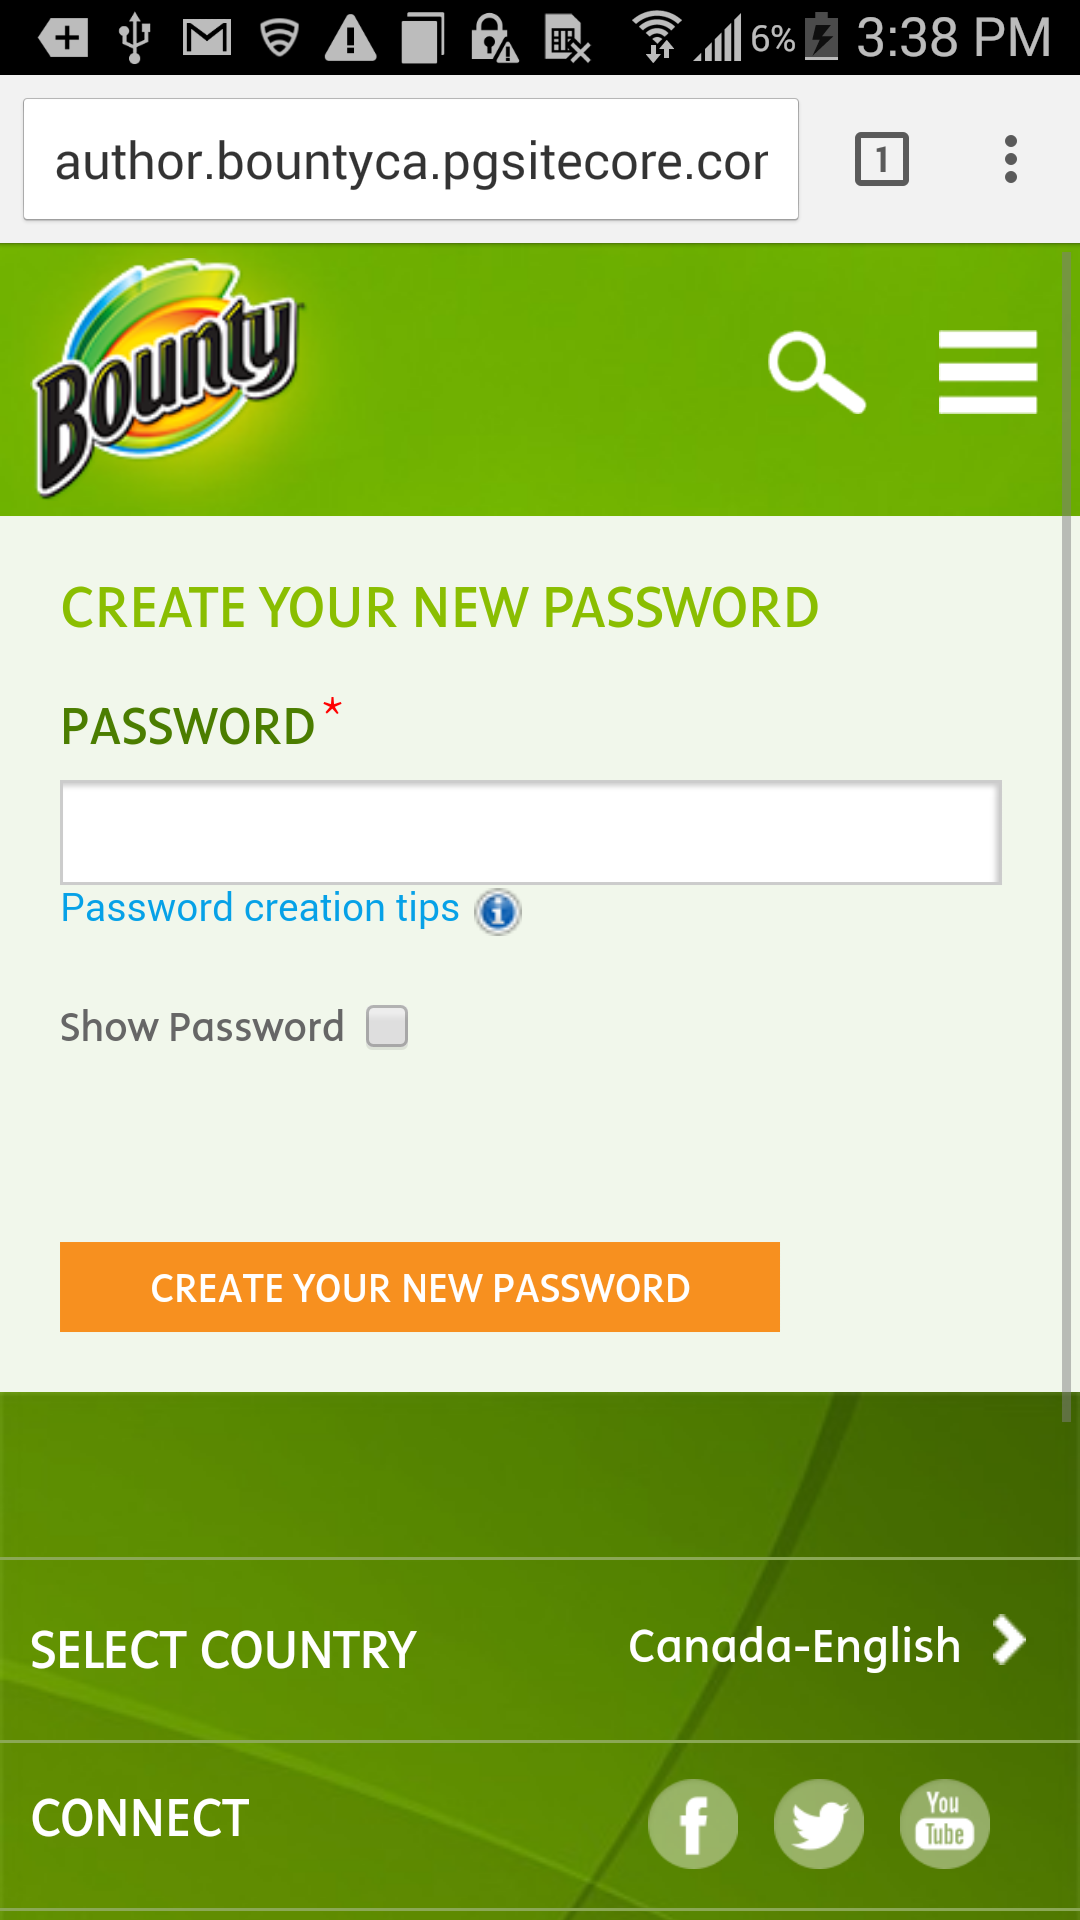 6%
3:38 PM
author.bountyca.pgsitecore.cor
1
Bounty
CREATE YOUR NEW PASSWORD
PASSWORD*
Password creation tips
Show Password
CREATE YOUR NEW PASSWORD
SELECT COUNTRY
Canada-English
CONNECT
You
Tube